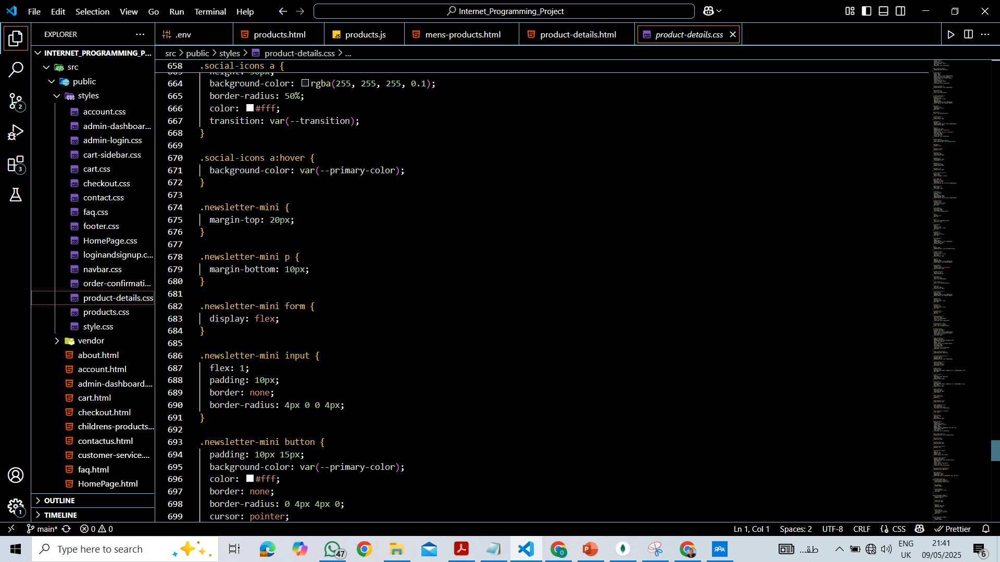 File Edit Selection View Go Run Terminal Help
Internet_Programming_Project
EXPLORER
.env
products.html
products.js
mens-products.html
product-details.html
product-details.css
INTERNET_PROGRAMMING_P...
src
public
styles
account.css
admin-dashboar...
admin-login.css
cart-sidebar.css
cart.css
checkout.css
contact.css
faq.css
footer.css
HomePage.css
loginandsignup.c...
navbar.css
order-confirmati...
product-details.css
products.css
style.css
vendor
about.html
account.html
admin-dashboard....
cart.html
checkout.html
childrens-products...
contactus.html
customer-service....
faq.html
HomePage.html
OUTLINE
TIMELINE
2
3
1
src > public > styles > product-details.css > ...
658 .social-icons a {
664 background-color: rgba(255, 255, 255, 0.1);
665 border-radius: 50%;
666 color: #fff;
667 transition: var(--transition);
668 }
669
670 .social-icons a:hover {
671 background-color: var(--primary-color);
672 }
673
674 .newsletter-mini {
675 margin-top: 20px;
676 }
677
678 .newsletter-mini p {
679 margin-bottom: 10px;
680 }
681
682 .newsletter-mini form {
683 display: flex;
684 }
685
686 .newsletter-mini input {
687 flex: 1;
688 padding: 10px;
689 border: none;
690 border-radius: 4px 0 0 4px;
691 }
692
693 .newsletter-mini button {
694 padding: 10px 15px;
695 background-color: var(--primary-color);
696 color: #fff;
697 border: none;
698 border-radius: 0 4px 4px 0;
699 cursor: pointer;
main* 0 0
Ln 1, Col 1 Spaces: 2 UTF-8 CRLF {} CSS Prettier
Type here to search
47
طق...
ENG
UK
21:41
09/05/2025
6